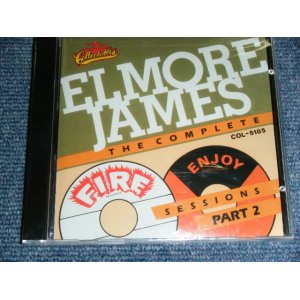 Collectables
ELMORE
JAMES
THE COMPLETE
COL-5185
FIRE
ENJOY
SESSIONS
PART 2